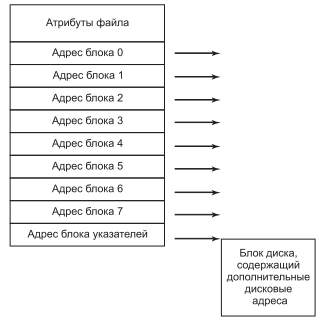 Атрибуты файла
Адрес блока 0
Адрес блока 1
Адрес блока 2
Адрес блока 3
Адрес блока 4
Адрес блока 5
Адрес блока 6
Адрес блока 7
Адрес блока указателей
Блок диска,
содержащий
дополнительные
дисковые
адреса